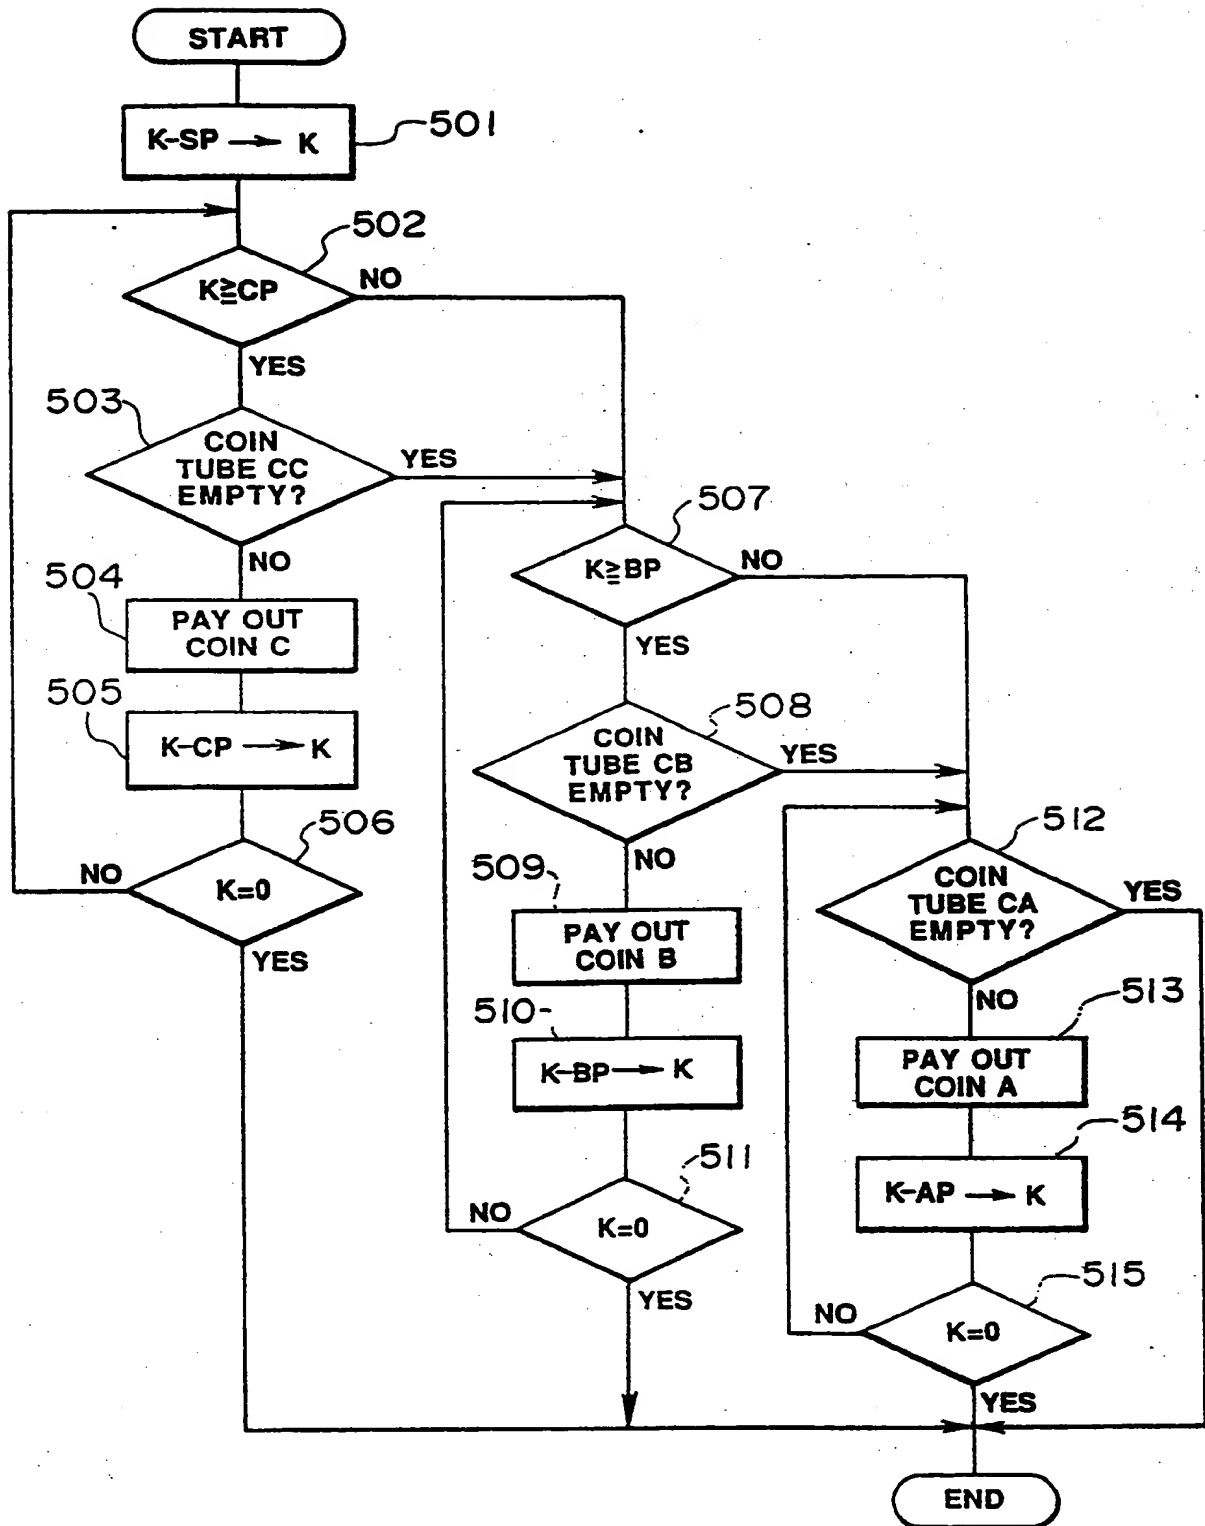 START
K-SP → K
501
502
K≧CP
NO
YES
503
COIN
TUBE CC
EMPTY?
YES
NO
504
PAY OUT
COIN C
505
K-CP → K
506
K=0
NO
YES
507
K≧BP
NO
YES
508
COIN
TUBE CB
EMPTY?
YES
NO
509
PAY OUT
COIN B
510
K-BP → K
511
K=0
NO
YES
512
COIN
TUBE CA
EMPTY?
YES
NO
513
PAY OUT
COIN A
514
K-AP → K
515
K=0
NO
YES
END